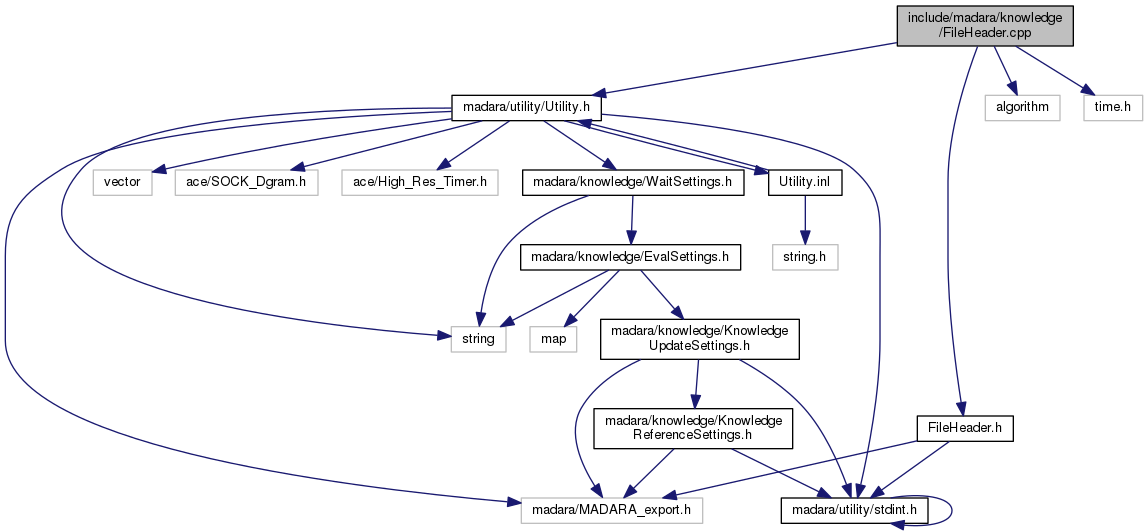 include/madara/knowledge
/FileHeader.cpp
madara/utility/Utility.h
algorithm
time.h
vector
ace/SOCK_Dgram.h
ace/High_Res_Timer.h
madara/knowledge/WaitSettings.h
Utility.inl
madara/knowledge/EvalSettings.h
string.h
string
map
madara/knowledge/Knowledge
UpdateSettings.h
madara/knowledge/Knowledge
ReferenceSettings.h
FileHeader.h
madara/MADARA_export.h
madara/utility/stdint.h